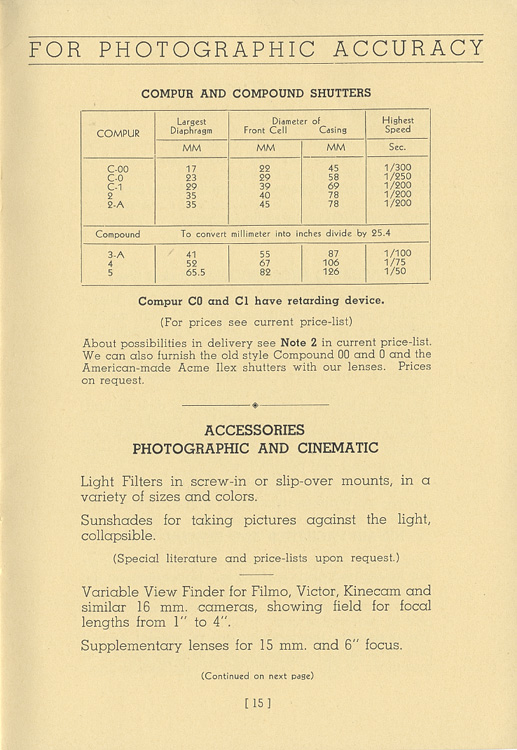 FOR PHOTOGRAPHIC ACCURACY
COMPUR AND COMPOUND SHUTTERS
COMPUR Largest Diaphragm Diameter of Front Cell Casing Highest Speed
MM MM MM Sec.
C-00 17 22 45 1/300
C-0 23 29 58 1/250
C-1 29 39 69 1/200
2 35 40 78 1/200
2-A 35 45 78 1/200
Compound To convert millimeter into inches divide by 25.4
3-A 41 55 87 1/100
4 52 67 106 1/75
5 65.5 82 126 1/50
Compur C0 and C1 have retarding device.
(For prices see current price-list)
About possibilities in delivery see Note 2 in current price-list.
We can also furnish the old style Compound 00 and 0 and the
American-made Acme Ilex shutters with our lenses. Prices
on request.
ACCESSORIES
PHOTOGRAPHIC AND CINEMATIC
Light Filters in screw-in or slip-over mounts, in a
variety of sizes and colors.
Sunshades for taking pictures against the light,
collapsible.
(Special literature and price-lists upon request.)
Variable View Finder for Filmo, Victor, Kinecam and
similar 16 mm. cameras, showing field for focal
lengths from 1" to 4".
Supplementary lenses for 15 mm. and 6" focus.
(Continued on next page)
[ 15 ]